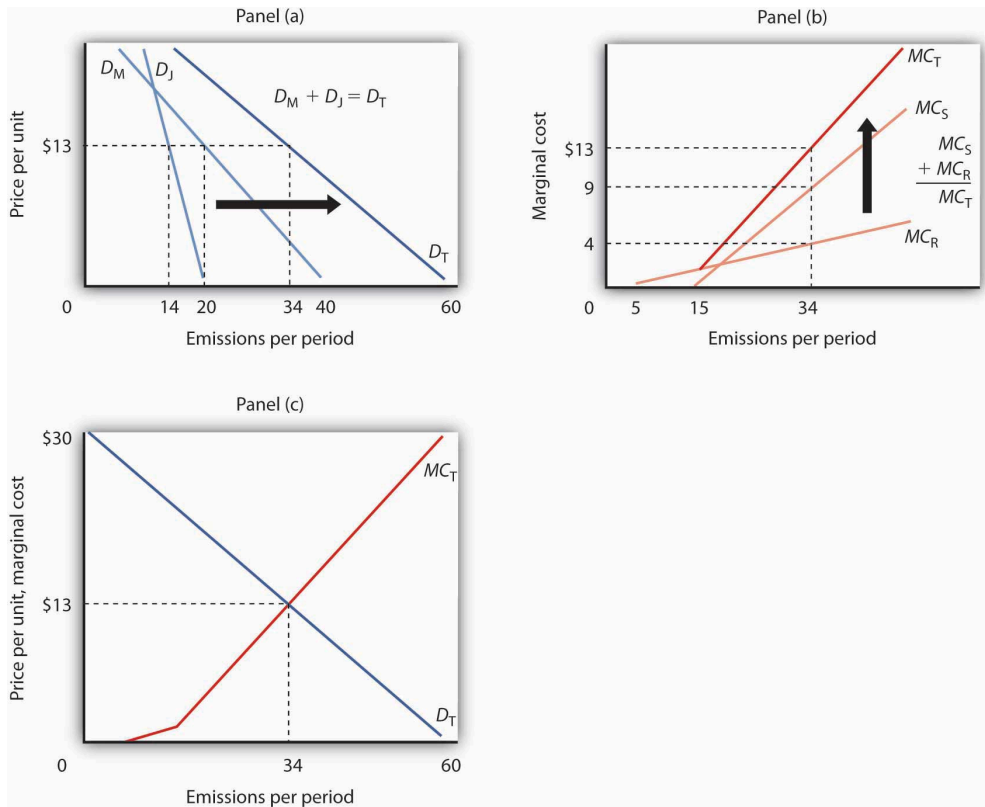 Panel (a)
D_M
D_J
D_M + D_J = D_T
$13
D_T
0
14
20
34
40
60
Price per unit
Emissions per period
Panel (b)
MC_T
MC_S
$13
MC_S
+ MC_R
MC_T
9
4
MC_R
0
5
15
34
Marginal cost
Emissions per period
Panel (c)
$30
MC_T
$13
D_T
0
34
60
Price per unit, marginal cost
Emissions per period